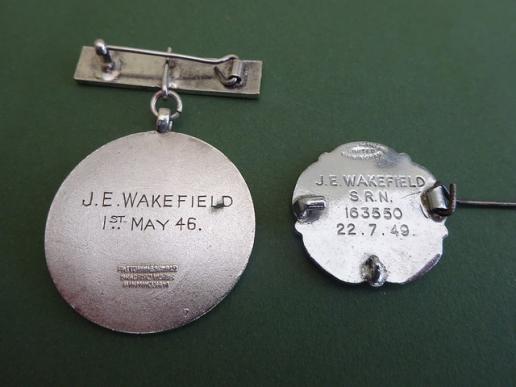 J.E. WAKEFIELD
1ST MAY 46.
J.E. WAKEFIELD
S.R.N.
163550
22.7.49.